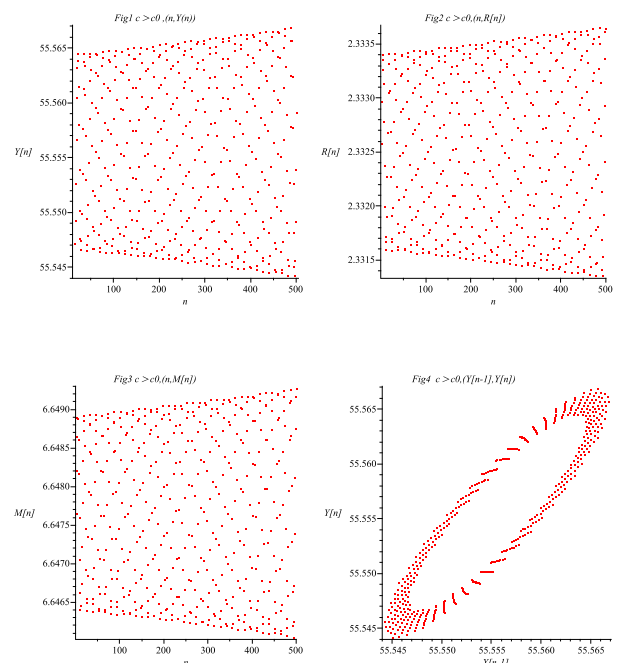 Fig1 c > c0 ,(n,Y(n))
55.565
55.560
55.555
Y[n]
55.550
55.545
100 200 300 400 500
n
Fig2 c > c0,(n,R[n])
2.3335
2.3330
2.3325
R[n]
2.3320
2.3315
100 200 300 400 500
n
Fig3 c > c0,(n,M[n])
6.6490
6.6485
6.6480
6.6475
M[n]
6.6470
6.6465
100 200 300 400 500
n
Fig4 c > c0,(Y[n-1],Y[n])
55.565
55.560
55.555
Y[n]
55.550
55.545
55.545 55.550 55.555 55.560 55.565
Y[n-1]